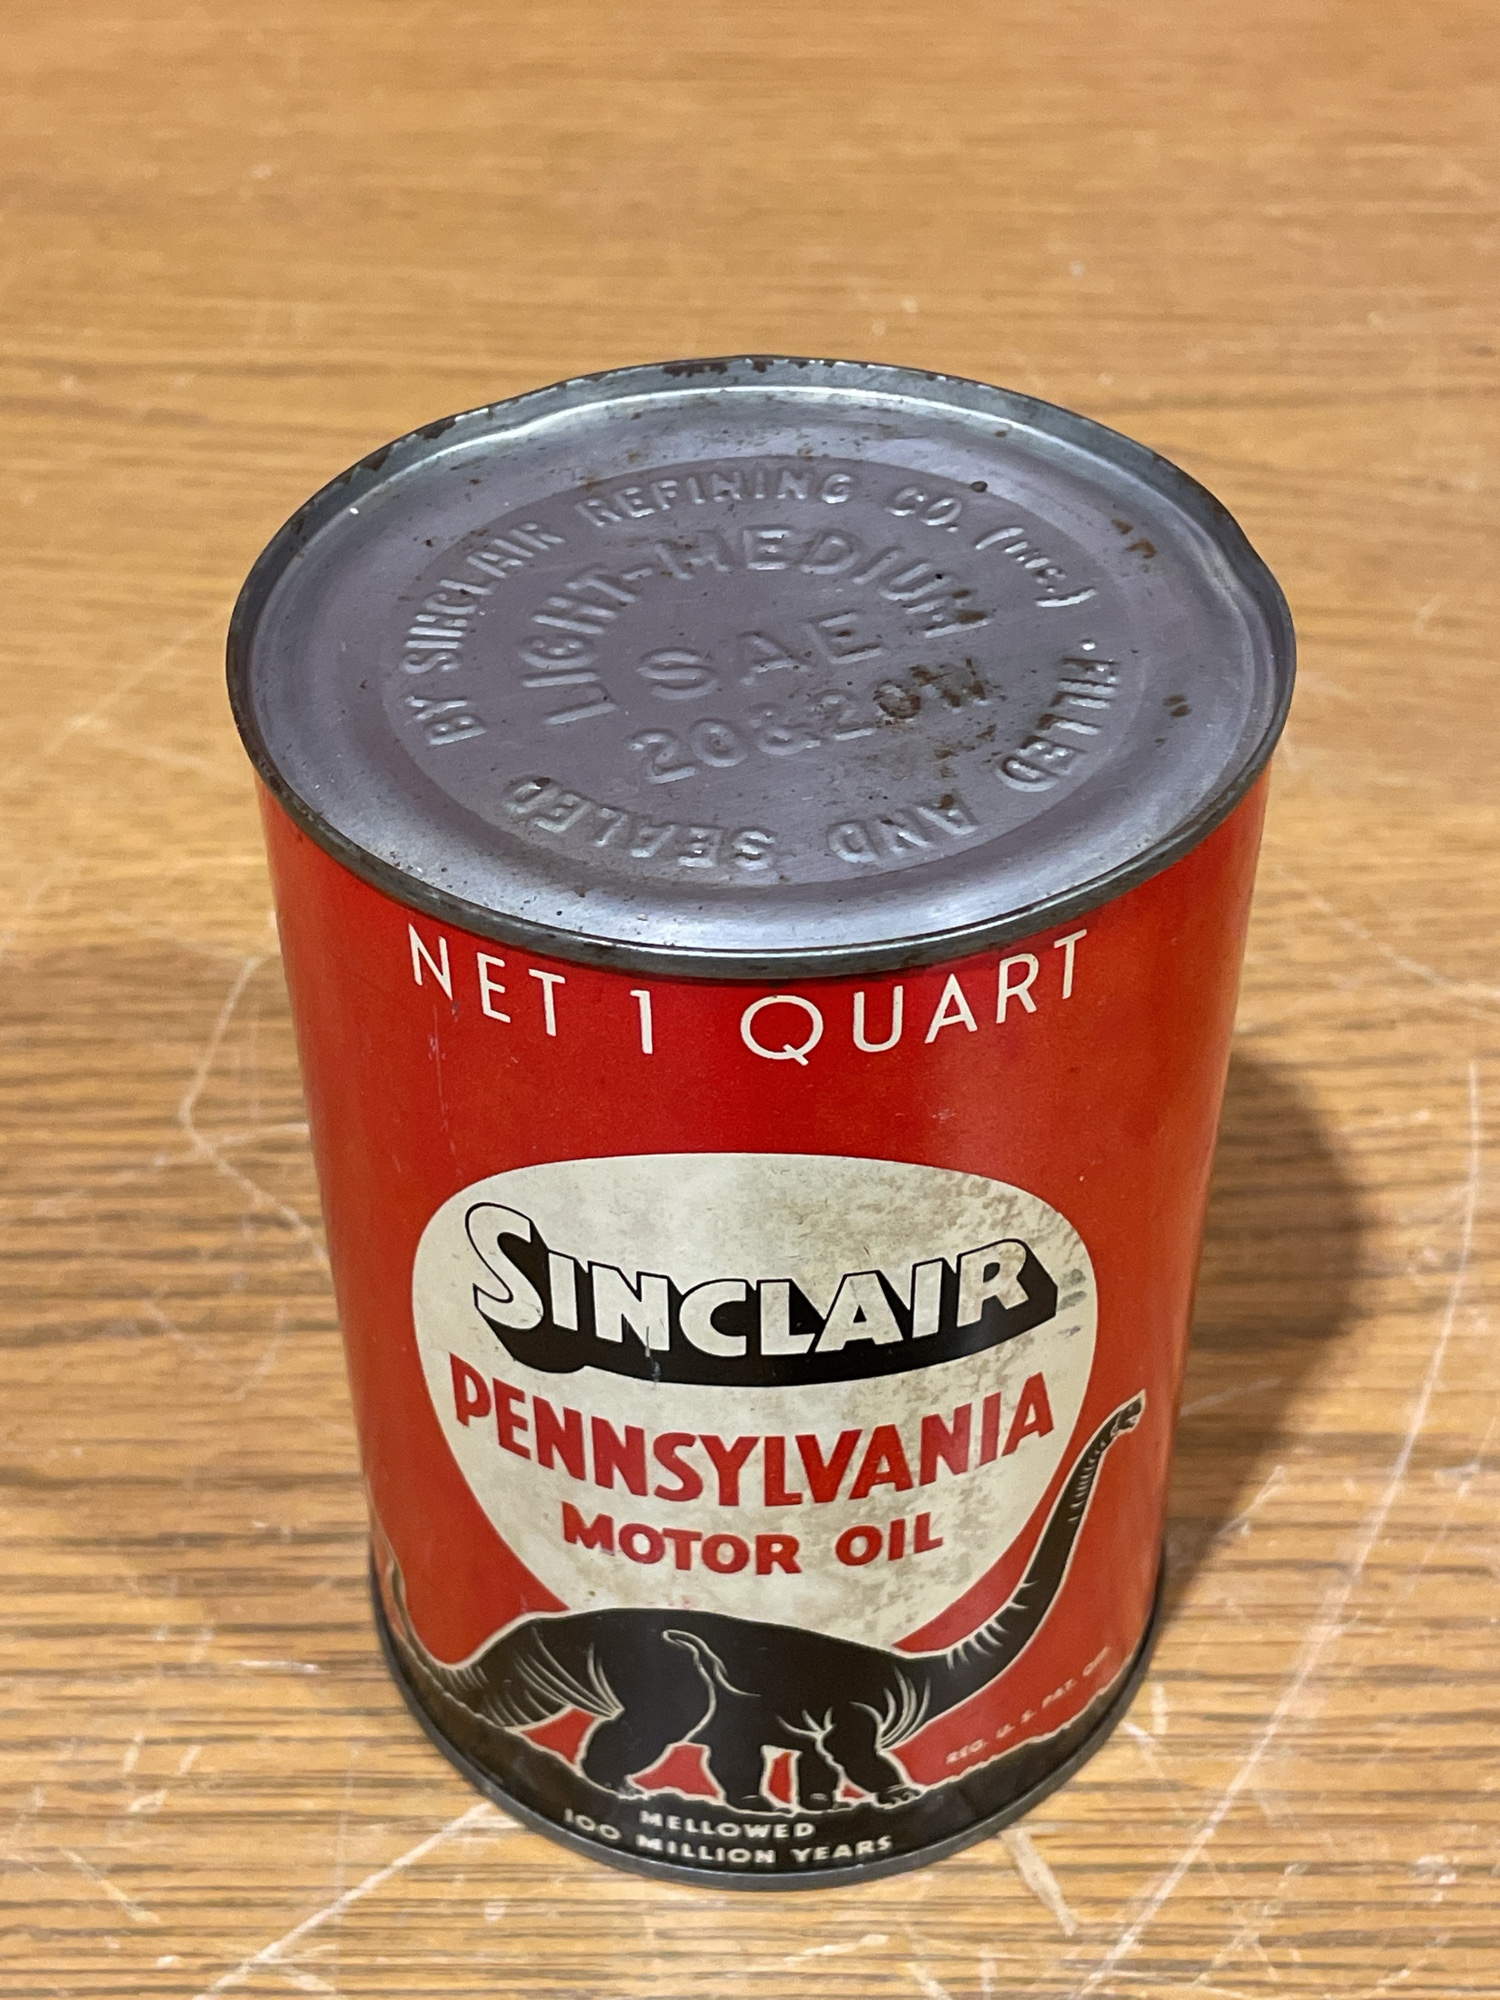 FILLED AND SEALED
BY SINCLAIR REFINING CO. (INC.)
LIGHT-MEDIUM
SAE
20&20W
NET 1 QUART
SINCLAIR
PENNSYLVANIA
MOTOR OIL
REG. U. S. PAT. OFF.
MELLOWED
100 MILLION YEARS